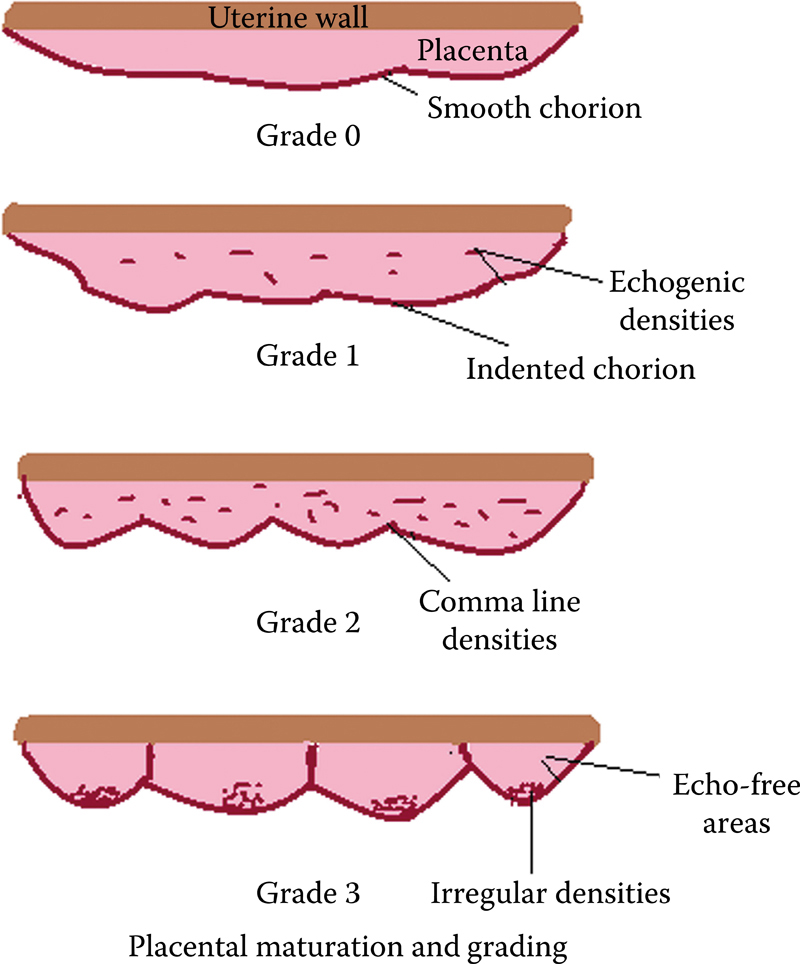 Uterine wall
Placenta
Smooth chorion
Grade 0
Echogenic
densities
Grade 1
Indented chorion
Comma line
densities
Grade 2
Echo-free
areas
Grade 3
Irregular densities
Placental maturation and grading